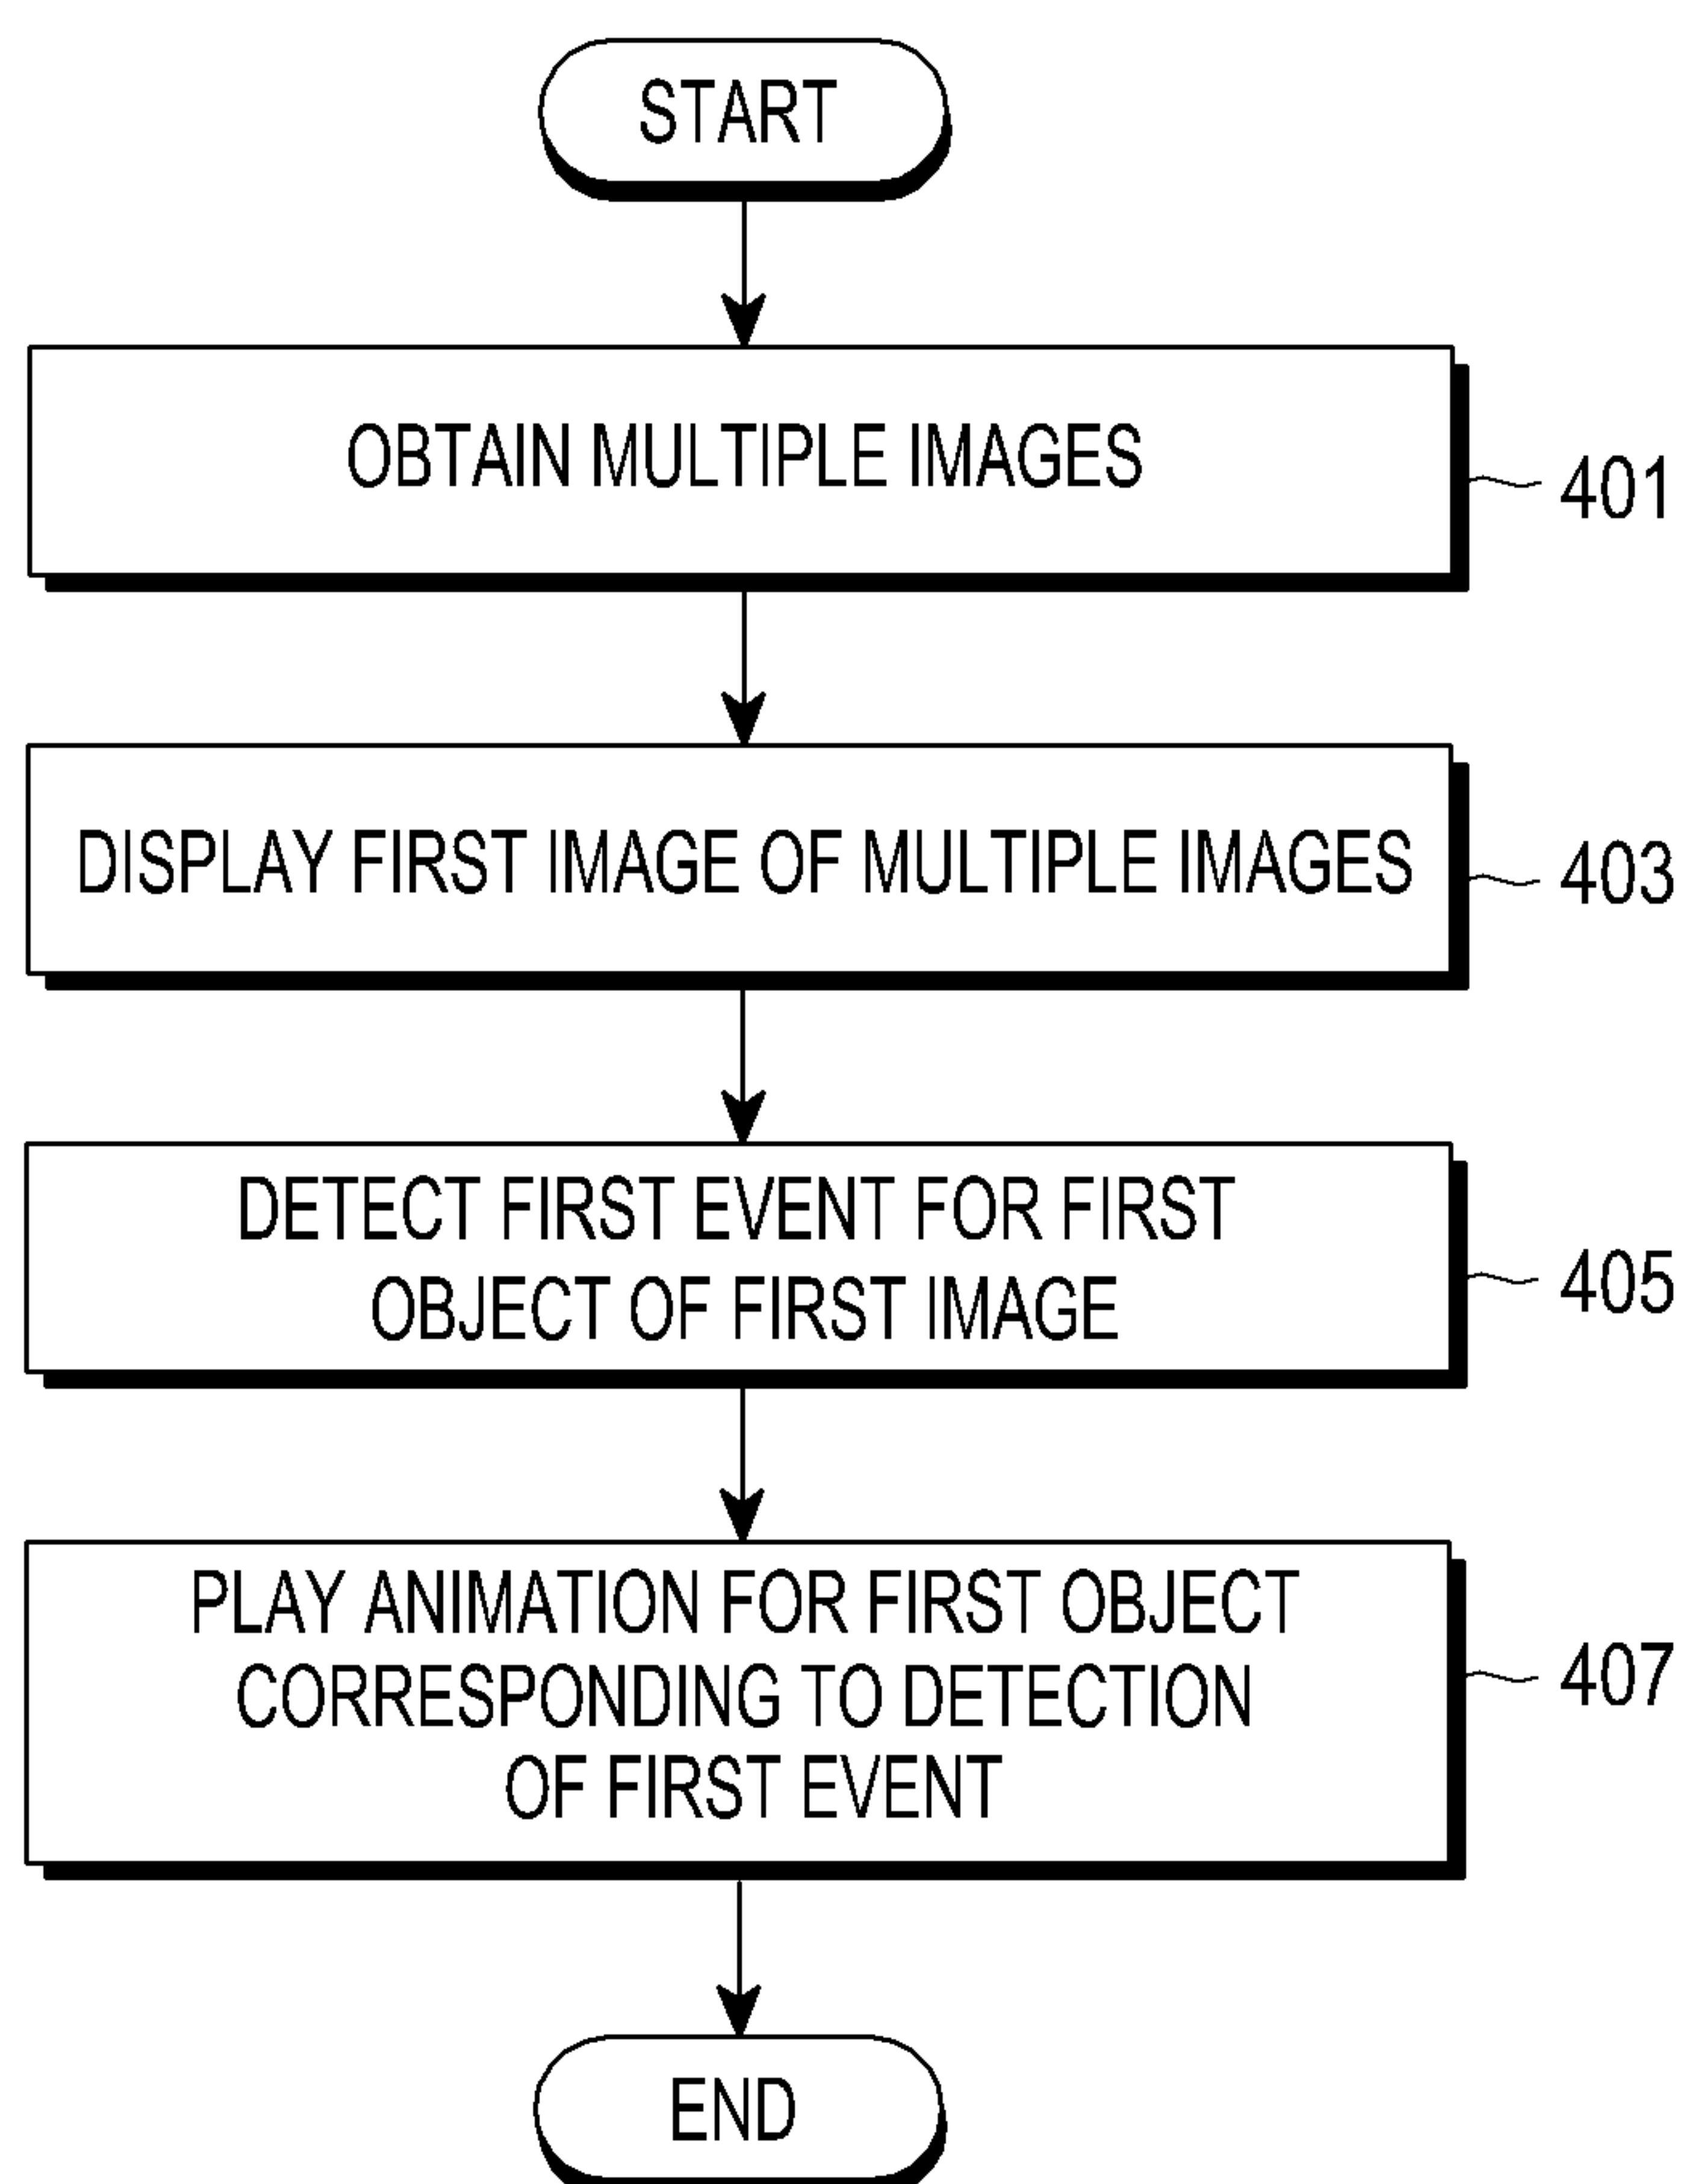 START
OBTAIN MULTIPLE IMAGES
401
DISPLAY FIRST IMAGE OF MULTIPLE IMAGES
403
DETECT FIRST EVENT FOR FIRST
OBJECT OF FIRST IMAGE
405
PLAY ANIMATION FOR FIRST OBJECT
CORRESPONDING TO DETECTION
OF FIRST EVENT
407
END